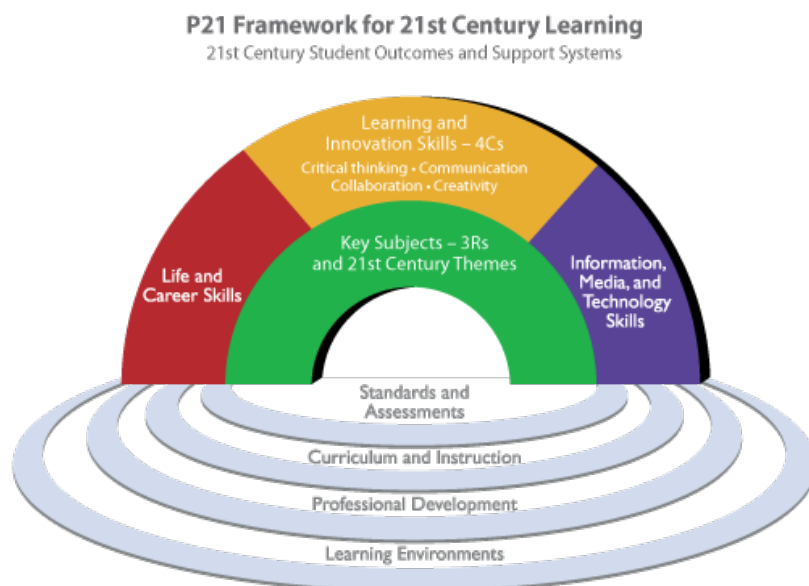 P21 Framework for 21st Century Learning
21st Century Student Outcomes and Support Systems
Learning and
Innovation Skills – 4Cs
Critical thinking • Communication
Collaboration • Creativity
Key Subjects – 3Rs
and 21st Century Themes
Life and
Career Skills
Information,
Media, and
Technology
Skills
Standards and
Assessments
Curriculum and Instruction
Professional Development
Learning Environments